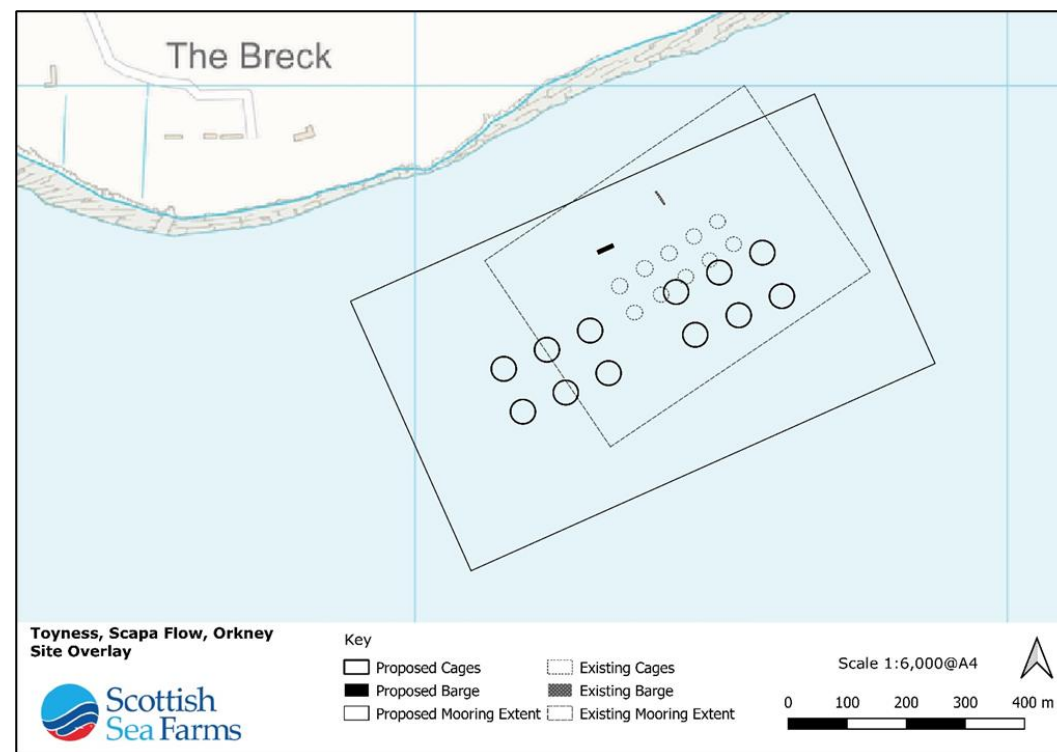 The Breck
Toyness, Scapa Flow, Orkney
Site Overlay
Scottish
Sea Farms
Key
Proposed Cages
Proposed Barge
Proposed Mooring Extent
Existing Cages
Existing Barge
Existing Mooring Extent
Scale 1:6,000@A4
0 100 200 300 400 m